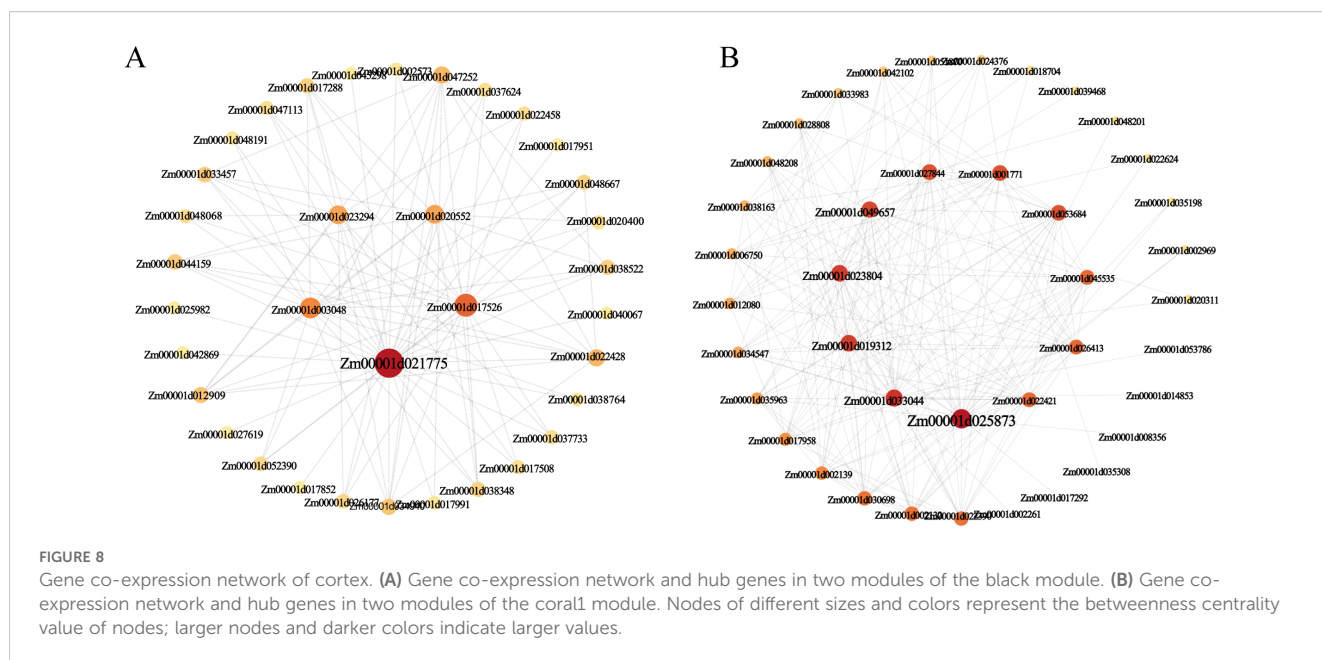 A
B
Zm00001d002573
Zm00001d047252
Zm00001d017288
Zm00001d037624
Zm00001d047113
Zm00001d022458
Zm00001d048191
Zm00001d017951
Zm00001d033457
Zm00001d048667
Zm00001d023294
Zm00001d020552
Zm00001d048068
Zm00001d020400
Zm00001d044159
Zm00001d038522
Zm00001d025982
Zm00001d003048
Zm00001d017526
Zm00001d040067
Zm00001d042869
Zm00001d021775
Zm00001d022428
Zm00001d012909
Zm00001d038764
Zm00001d027619
Zm00001d037733
Zm00001d052390
Zm00001d017508
Zm00001d017852
Zm00001d038348
Zm00001d026177
Zm00001d017991
Zm00001d024376
Zm00001d042102
Zm00001d018704
Zm00001d033983
Zm00001d039468
Zm00001d028808
Zm00001d048201
Zm00001d048208
Zm00001d022624
Zm00001d027844
Zm00001d001771
Zm00001d038163
Zm00001d049657
Zm00001d053684
Zm00001d035198
Zm00001d006750
Zm00001d002969
Zm00001d023804
Zm00001d045535
Zm00001d012080
Zm00001d020311
Zm00001d034547
Zm00001d019312
Zm00001d026413
Zm00001d053786
Zm00001d035963
Zm00001d033044
Zm00001d022421
Zm00001d014853
Zm00001d025873
Zm00001d017958
Zm00001d008356
Zm00001d002139
Zm00001d035308
Zm00001d030698
Zm00001d017292
Zm00001d002261
FIGURE 8
Gene co-expression network of cortex. (A) Gene co-expression network and hub genes in two modules of the black module. (B) Gene co-
expression network and hub genes in two modules of the coral1 module. Nodes of different sizes and colors represent the betweenness centrality
value of nodes; larger nodes and darker colors indicate larger values.